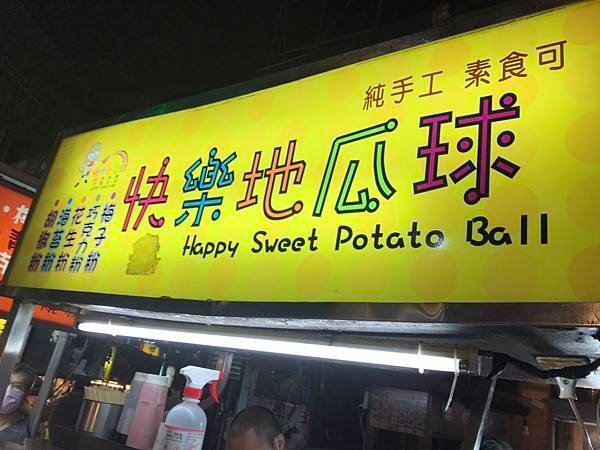 純手工 素食可
快樂地瓜球
Happy Sweet Potato Ball
梅子粉
巧克力粉
花生粉
海苔粉
胡椒粉